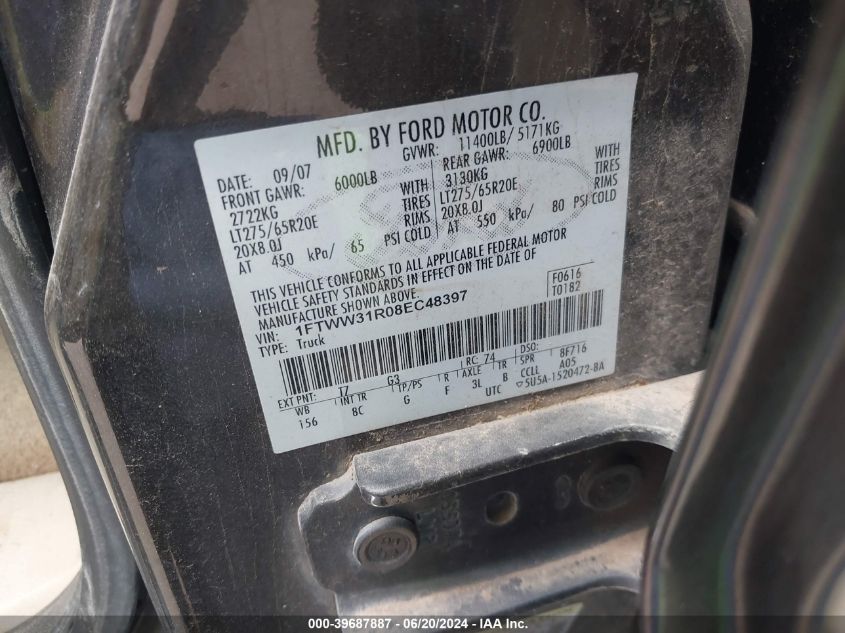 MFD. BY FORD MOTOR CO.
DATE: 09/07 GVWR: 11400LB/ 5171KG
FRONT GAWR: 6000LB REAR GAWR: 6900LB
2722KG WITH 3130KG WITH
LT275/65R20E TIRES LT275/65R20E TIRES
20X8.0J RIMS 20X8.0J RIMS
AT 450 kPa/ 65 PSI COLD AT 550 kPa/ 80 PSI COLD
THIS VEHICLE CONFORMS TO ALL APPLICABLE FEDERAL MOTOR
VEHICLE SAFETY STANDARDS IN EFFECT ON THE DATE OF
MANUFACTURE SHOWN ABOVE.
VIN: 1FTWW31R08EC48397 F0616
TYPE: Truck T0182
EXT PNT: T7 G3 RC: 74 DSO: 8F716
WB INT TR TP/PS R AXLE TR SPR
156 8C G F 3L B CCLL A05
UTC 5U5A-1520472-8A
000-39687887 - 06/20/2024 - IAA Inc.